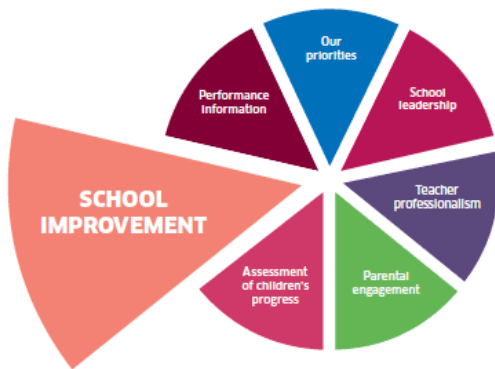 Our
priorities
School
leadership
Teacher
professionalism
Parental
engagement
Assessment
of children's
progress
SCHOOL
IMPROVEMENT
Performance
information